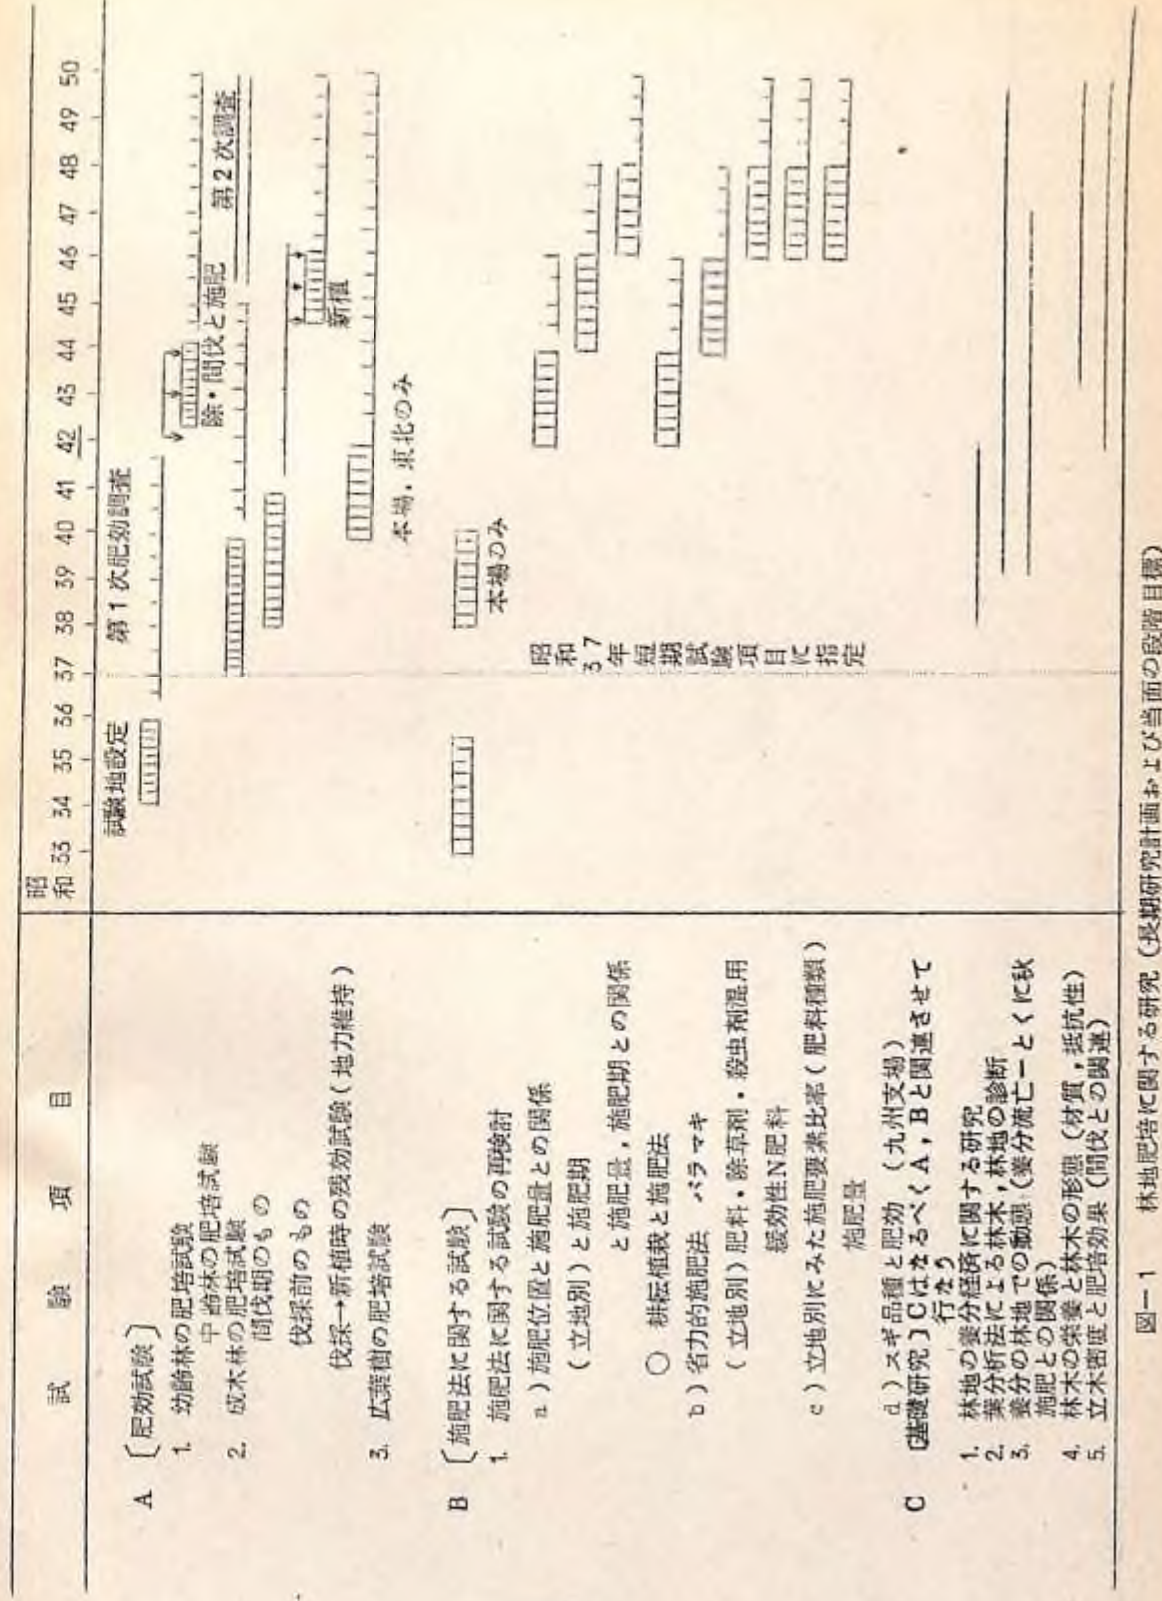 試験項目
昭和 33 34 35 36 37 38 39 40 41 42 43 44 45 46 47 48 49 50
A〔肥効試験〕
試験地設定
第1次肥効調査
1. 幼齢林の肥培試験
中齢林の肥培試験
除・間伐と施肥
第2次調査
2. 成木林の肥培試験
間伐期のもの
伐採前のもの
伐採→新植時の残効試験(地力維持)
新植
3. 広葉樹の肥培試験
本場,東北のみ
B〔施肥法に関する試験〕
1. 施肥法に関する試験の再検討
本場のみ
a)施肥位置と施肥量との関係
(立地別)と施肥期
と施肥量,施肥期との関係
○ 耕耘植栽と施肥法
b)省力的施肥法 バラマキ
(立地別)肥料・除草剤・殺虫剤混用
緩効性N肥料
c)立地別にみた施肥要素比率(肥料種類)
施肥量
d)スギ品種と肥効 (九州支場)
昭和37年短期試験項目に指定
C〔基礎研究〕CはなるべくA,Bと関連させて
行なう
1. 林地の養分経済に関する研究
2. 葉分析法による林木,林地の診断
3. 養分の林地での動態(養分流亡ーとくに秋
施肥との関係)
4. 林木の栄養と林木の形態(材質,抵抗性)
5. 立木密度と肥培効果(間伐との関連)
図ー1 林地肥培に関する研究(長期研究計画および当面の段階目標)